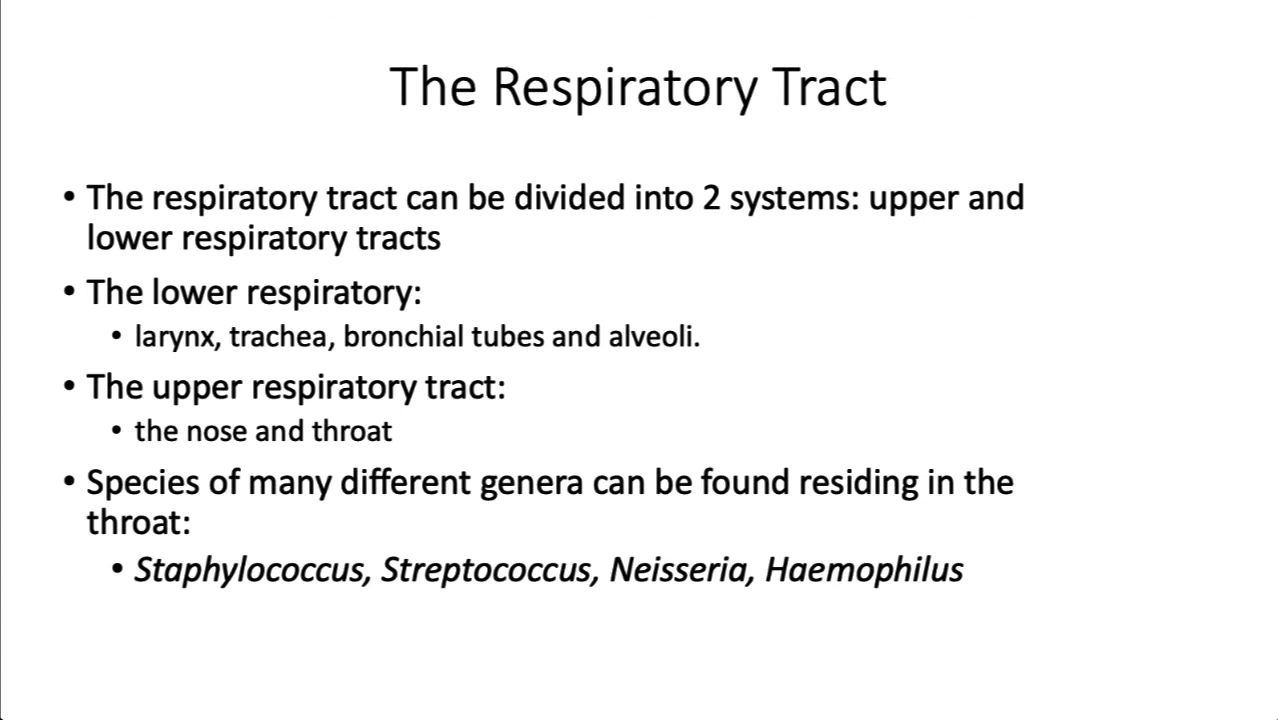 The Respiratory Tract
• The respiratory tract can be divided into 2 systems: upper and
lower respiratory tracts
• The lower respiratory:
• larynx, trachea, bronchial tubes and alveoli.
• The upper respiratory tract:
• the nose and throat
• Species of many different genera can be found residing in the
throat:
• Staphylococcus, Streptococcus, Neisseria, Haemophilus